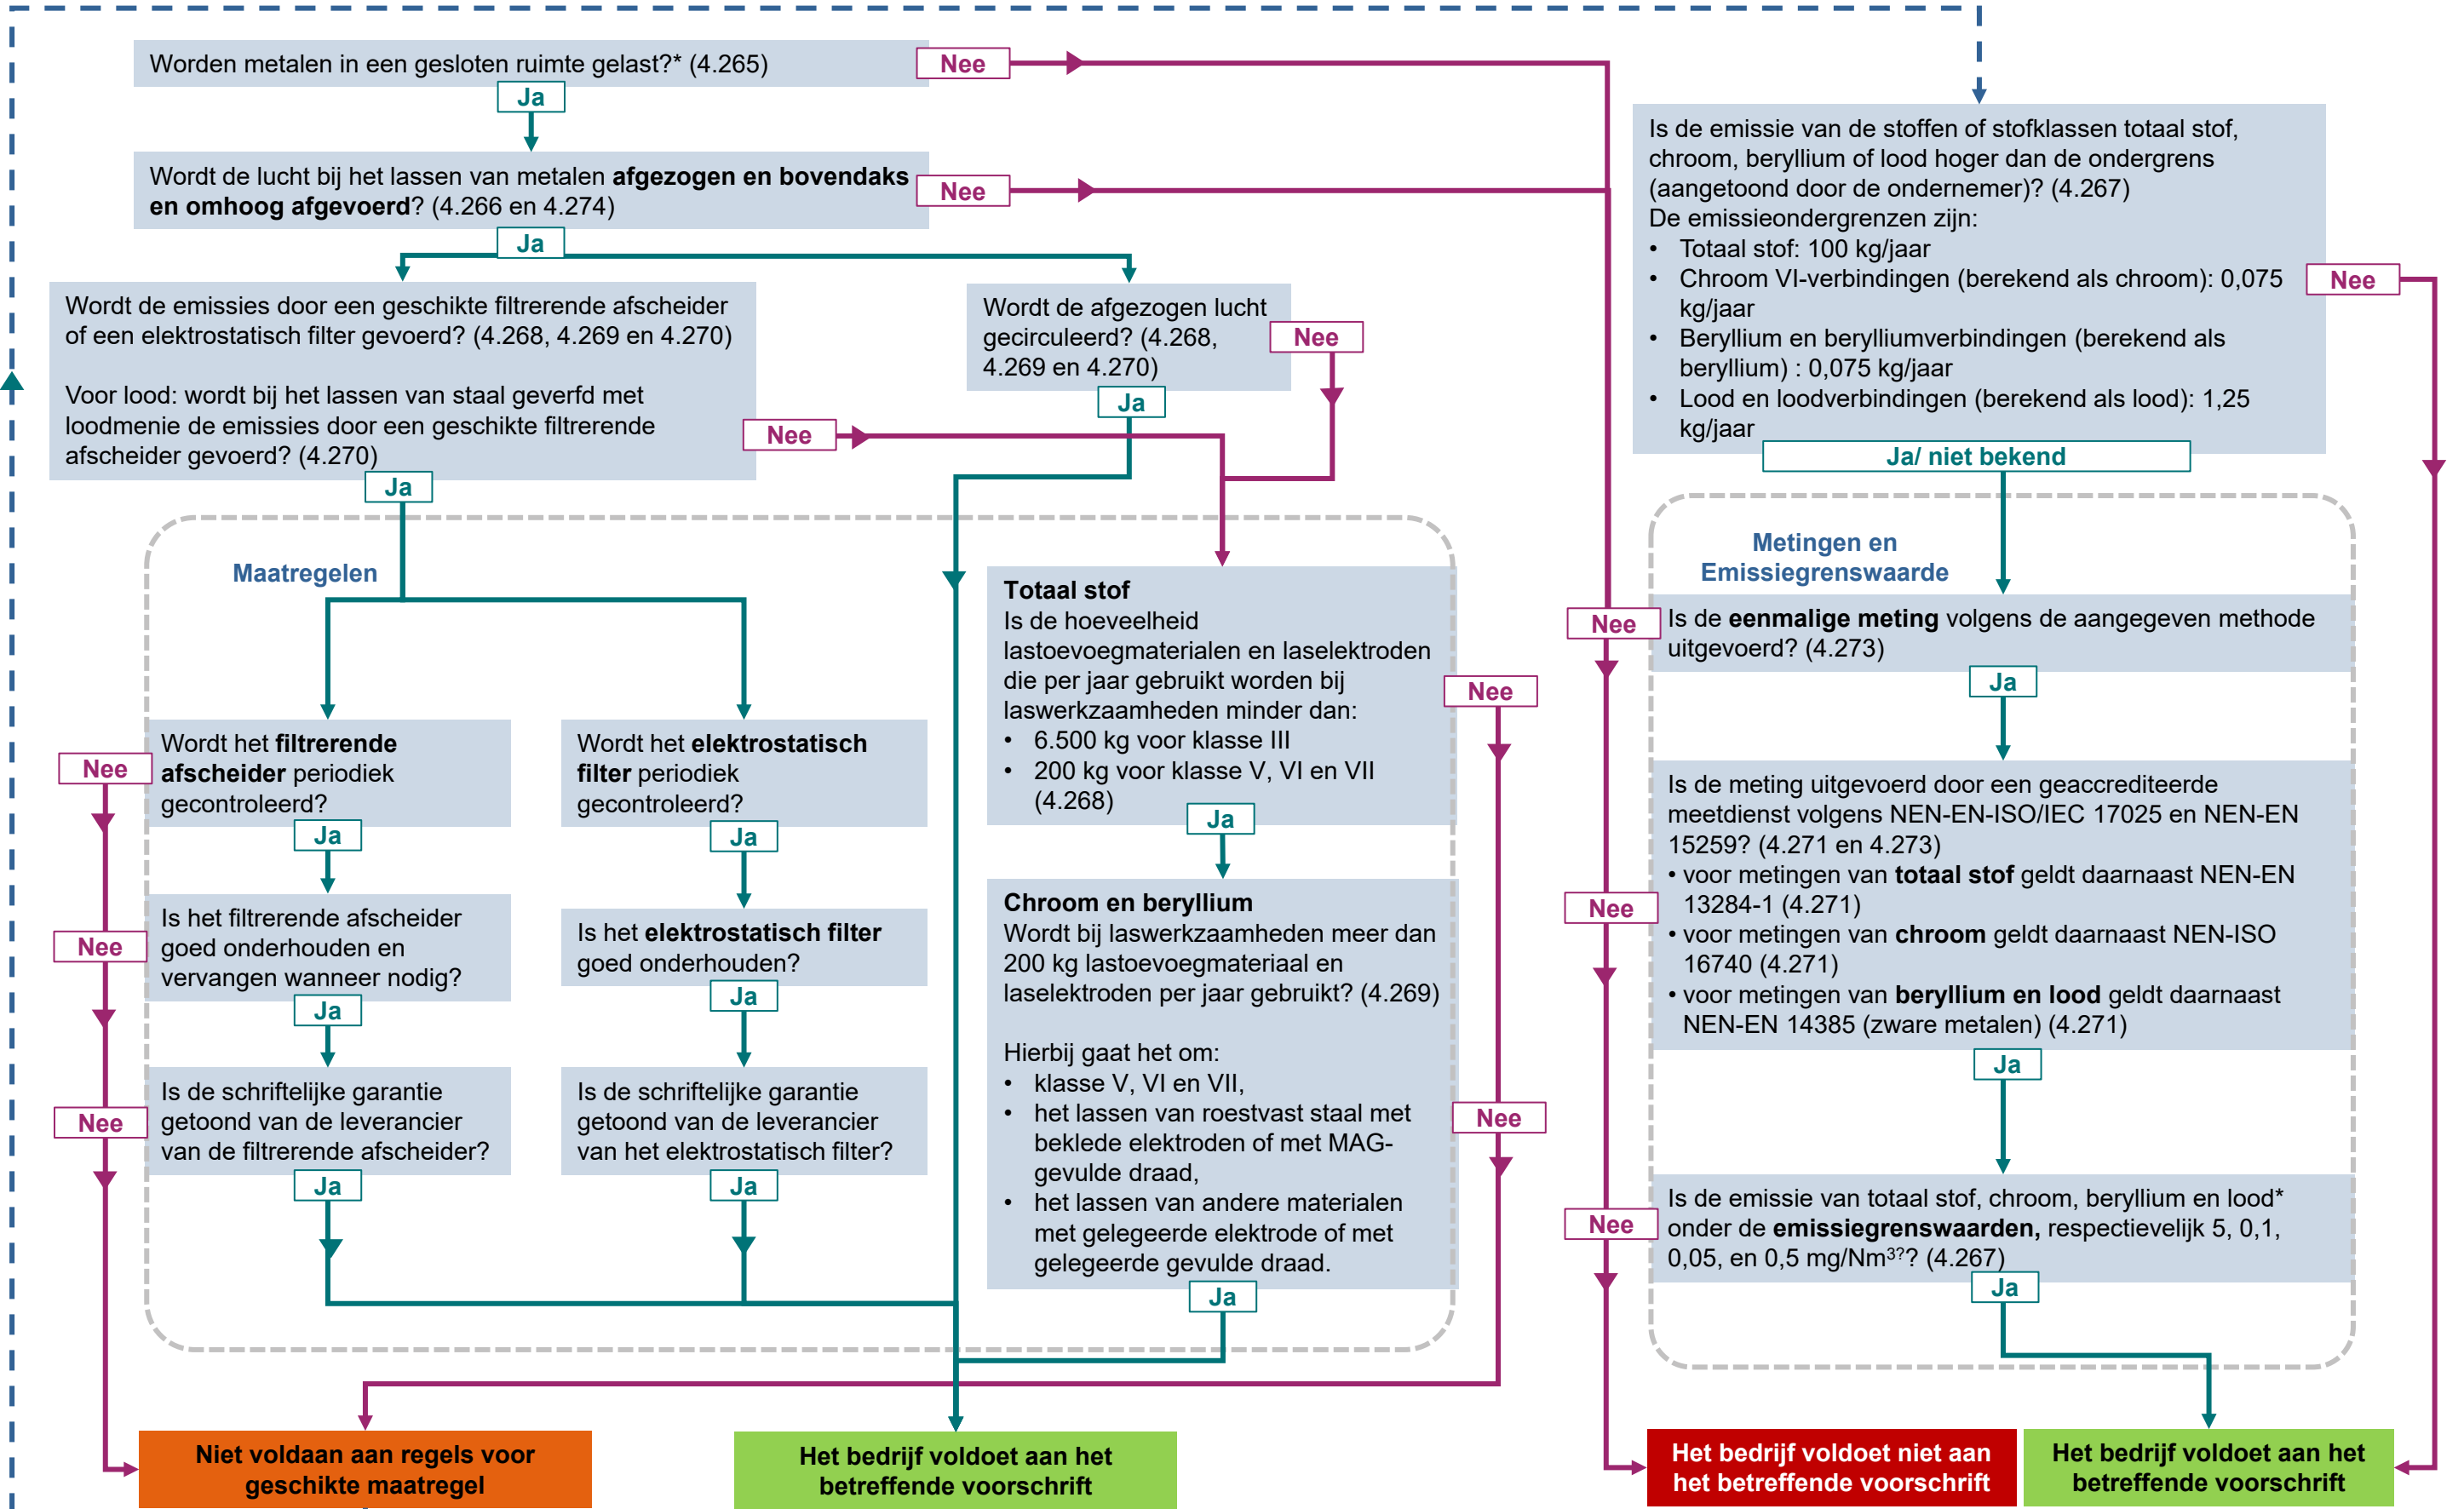 Worden metalen in een gesloten ruimte gelast?* (4.265)
Nee
Ja
Wordt de lucht bij het lassen van metalen afgezogen en bovendaks
en omhoog afgevoerd? (4.266 en 4.274)
Nee
Ja
Wordt de emissies door een geschikte filtrerende afscheider
of een elektrostatisch filter gevoerd? (4.268, 4.269 en 4.270)
Voor lood: wordt bij het lassen van staal geverfd met
loodmenie de emissies door een geschikte filtrerende
afscheider gevoerd? (4.270)
Nee
Ja
Wordt de afgezogen lucht
gecirculeerd? (4.268,
4.269 en 4.270)
Nee
Ja
Maatregelen
Wordt het filtrerende
afscheider periodiek
gecontroleerd?
Nee
Ja
Is het filtrerende afscheider
goed onderhouden en
vervangen wanneer nodig?
Nee
Ja
Is de schriftelijke garantie
getoond van de leverancier
van de filtrerende afscheider?
Nee
Ja
Wordt het elektrostatisch
filter periodiek
gecontroleerd?
Ja
Is het elektrostatisch filter
goed onderhouden?
Ja
Is de schriftelijke garantie
getoond van de leverancier
van het elektrostatisch filter?
Ja
Totaal stof
Is de hoeveelheid
lastoevoegmaterialen en laselektroden
die per jaar gebruikt worden bij
laswerkzaamheden minder dan:
• 6.500 kg voor klasse III
• 200 kg voor klasse V, VI en VII
(4.268)
Nee
Ja
Chroom en beryllium
Wordt bij laswerkzaamheden meer dan
200 kg lastoevoegmateriaal en
laselektroden per jaar gebruikt? (4.269)
Hierbij gaat het om:
• klasse V, VI en VII,
• het lassen van roestvast staal met
beklede elektroden of met MAG-
gevulde draad,
• het lassen van andere materialen
met gelegeerde elektrode of met
gelegeerde gevulde draad.
Nee
Ja
Niet voldaan aan regels voor
geschikte maatregel
Het bedrijf voldoet aan het
betreffende voorschrift
Is de emissie van de stoffen of stofklassen totaal stof,
chroom, beryllium of lood hoger dan de ondergrens
(aangetoond door de ondernemer)? (4.267)
De emissieondergrenzen zijn:
• Totaal stof: 100 kg/jaar
• Chroom VI-verbindingen (berekend als chroom): 0,075
kg/jaar
• Beryllium en berylliumverbindingen (berekend als
beryllium) : 0,075 kg/jaar
• Lood en loodverbindingen (berekend als lood): 1,25
kg/jaar
Nee
Ja/ niet bekend
Metingen en
Emissiegrenswaarde
Is de eenmalige meting volgens de aangegeven methode
uitgevoerd? (4.273)
Nee
Ja
Is de meting uitgevoerd door een geaccrediteerde
meetdienst volgens NEN-EN-ISO/IEC 17025 en NEN-EN
15259? (4.271 en 4.273)
• voor metingen van totaal stof geldt daarnaast NEN-EN
13284-1 (4.271)
• voor metingen van chroom geldt daarnaast NEN-ISO
16740 (4.271)
• voor metingen van beryllium en lood geldt daarnaast
NEN-EN 14385 (zware metalen) (4.271)
Nee
Ja
Is de emissie van totaal stof, chroom, beryllium en lood*
onder de emissiegrenswaarden, respectievelijk 5, 0,1,
0,05, en 0,5 mg/Nm³?? (4.267)
Nee
Ja
Het bedrijf voldoet niet aan
het betreffende voorschrift
Het bedrijf voldoet aan het
betreffende voorschrift